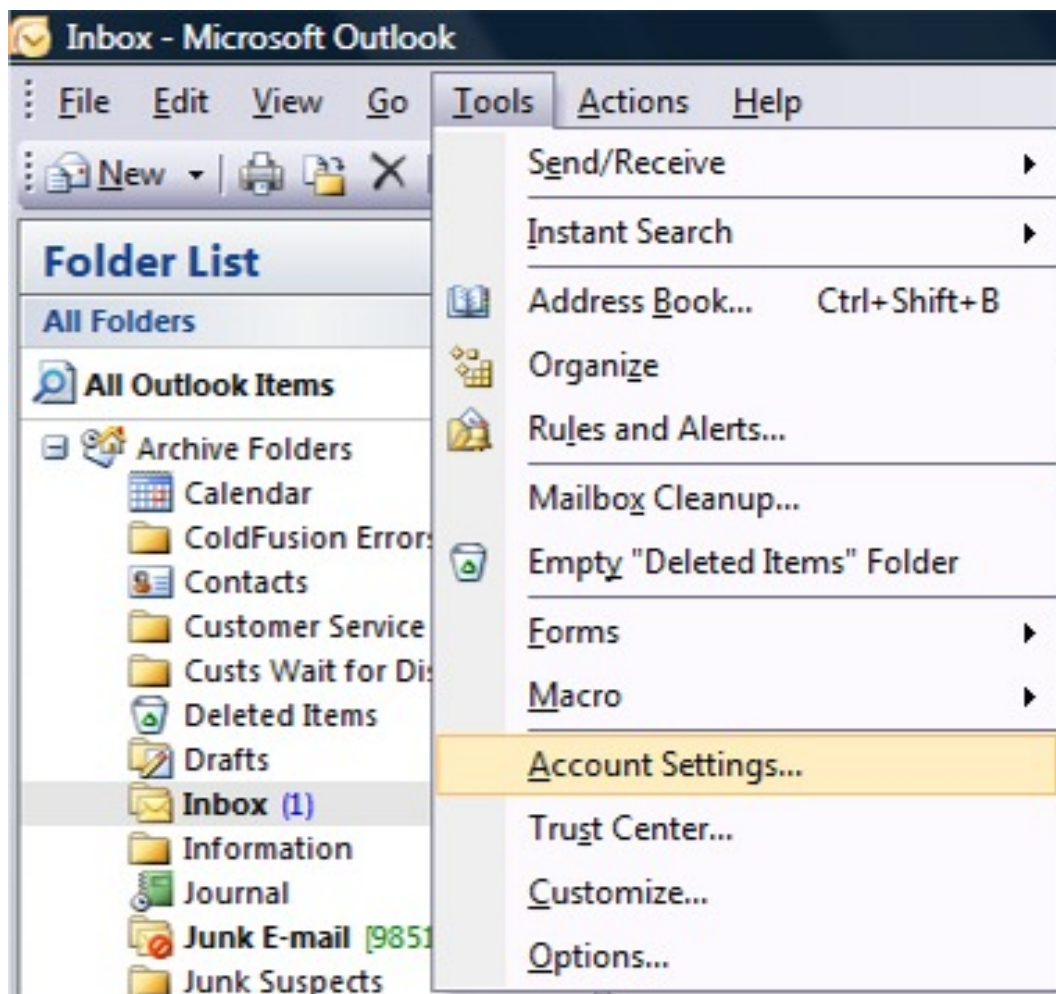 Inbox - Microsoft Outlook
File Edit View Go Tools Actions Help
New
Folder List
All Folders
All Outlook Items
Archive Folders
Calendar
ColdFusion Errors
Contacts
Customer Service
Custs Wait for
Deleted Items
Drafts
Inbox (1)
Information
Journal
Junk E-mail [9851
Junk Suspects
Send/Receive
Instant Search
Address Book... Ctrl+Shift+B
Organize
Rules and Alerts...
Mailbox Cleanup...
Empty "Deleted Items" Folder
Forms
Macro
Account Settings...
Trust Center...
Customize...
Options...